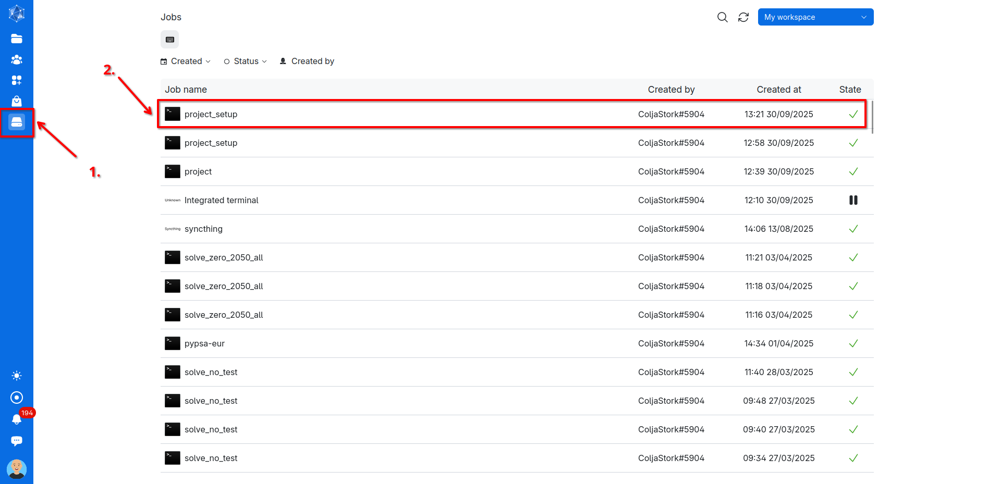 Jobs
My workspace
Created
Status
Created by
2.
Job name Created by Created at State
>_ project_setup ColjaStork#5904 13:21 30/09/2025
>_ project_setup ColjaStork#5904 12:58 30/09/2025
1.
>_ project ColjaStork#5904 12:39 30/09/2025
Unknown Integrated terminal ColjaStork#5904 12:10 30/09/2025
Syncthing syncthing ColjaStork#5904 14:06 13/08/2025
>_ solve_zero_2050_all ColjaStork#5904 11:21 03/04/2025
>_ solve_zero_2050_all ColjaStork#5904 11:18 03/04/2025
>_ solve_zero_2050_all ColjaStork#5904 11:16 03/04/2025
>_ pypsa-eur ColjaStork#5904 14:34 01/04/2025
>_ solve_no_test ColjaStork#5904 11:40 28/03/2025
>_ solve_no_test ColjaStork#5904 09:48 27/03/2025
194
>_ solve_no_test ColjaStork#5904 09:40 27/03/2025
>_ solve_no_test ColjaStork#5904 09:34 27/03/2025